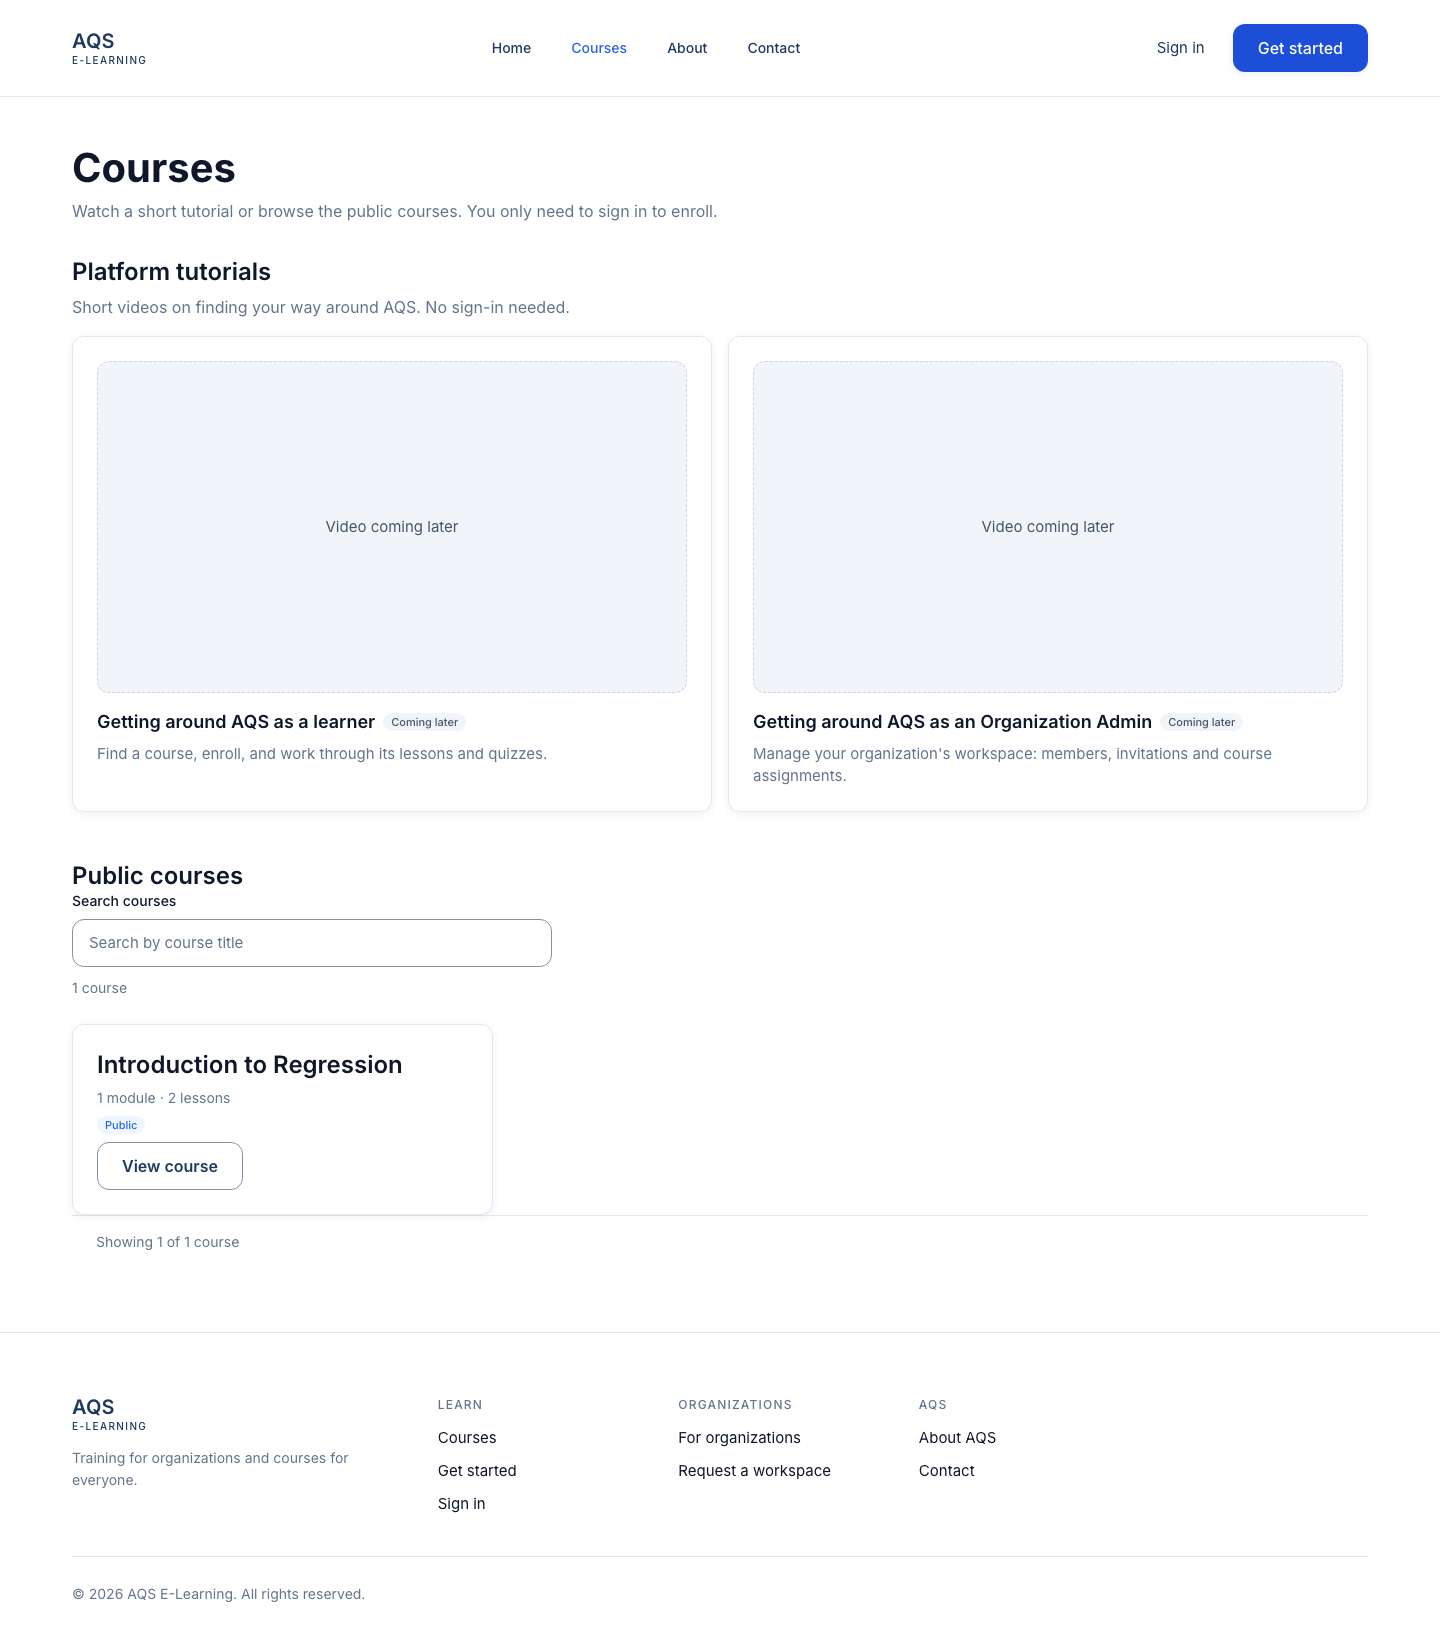 AQS
E-LEARNING
Home
Courses
About
Contact
Sign in
Get started
Courses
Watch a short tutorial or browse the public courses. You only need to sign in to enroll.
Platform tutorials
Short videos on finding your way around AQS. No sign-in needed.
Video coming later
Getting around AQS as a learner
Coming later
Find a course, enroll, and work through its lessons and quizzes.
Video coming later
Getting around AQS as an Organization Admin
Coming later
Manage your organization's workspace: members, invitations and course
assignments.
Public courses
Search courses
Search by course title
1 course
Introduction to Regression
1 module · 2 lessons
Public
View course
Showing 1 of 1 course
AQS
E-LEARNING
Training for organizations and courses for
everyone.
LEARN
Courses
Get started
Sign in
ORGANIZATIONS
For organizations
Request a workspace
AQS
About AQS
Contact
© 2026 AQS E-Learning. All rights reserved.